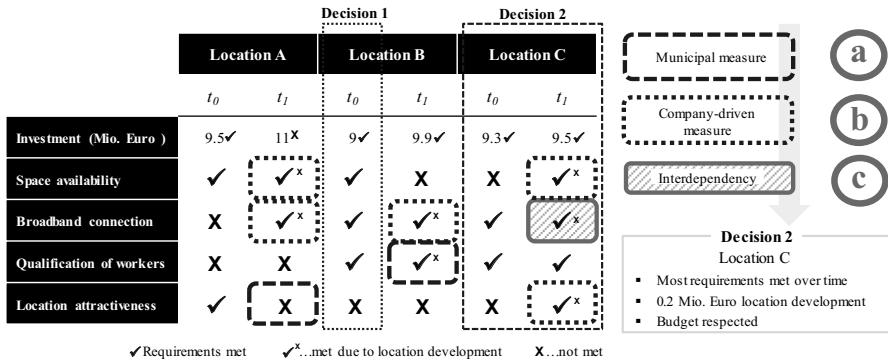 Decision 1
Decision 2
Location A Location B Location C
t0 t1 t0 t1 t0 t1
Investment (Mio. Euro ) 9.5✓ 11X 9✓ 9.9✓ 9.3✓ 9.5✓
Space availability ✓ ✓x ✓ X X ✓x
Broadband connection X ✓x ✓ ✓x ✓ ✓x
Qualification of workers X X ✓ ✓x ✓ ✓
Location attractiveness ✓ X X X X ✓x
✓Requirements met ✓x...met due to location development X...not met
Municipal measure
a
Company-driven
measure
b
Interdependency
c
Decision 2
Location C
▪ Most requirements met over time
▪ 0.2 Mio. Euro location development
▪ Budget respected